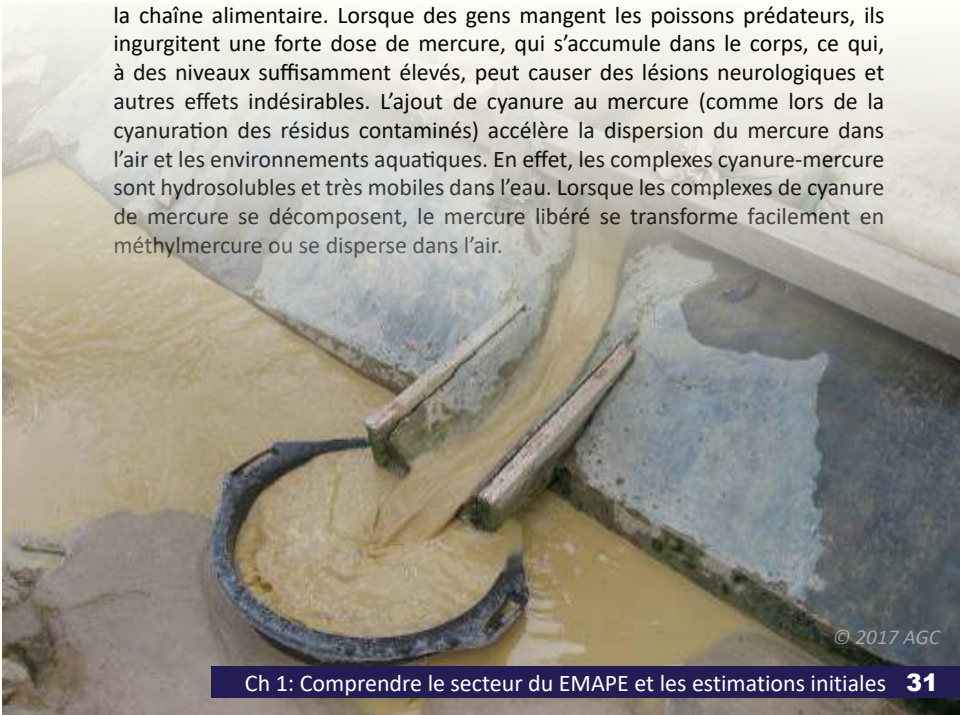 la chaîne alimentaire. Lorsque des gens mangent les poissons prédateurs, ils
ingurgitent une forte dose de mercure, qui s’accumule dans le corps, ce qui,
à des niveaux suffisamment élevés, peut causer des lésions neurologiques et
autres effets indésirables. L’ajout de cyanure au mercure (comme lors de la
cyanuration des résidus contaminés) accélère la dispersion du mercure dans
l’air et les environnements aquatiques. En effet, les complexes cyanure-mercure
sont hydrosolubles et très mobiles dans l’eau. Lorsque les complexes de cyanure
de mercure se décomposent, le mercure libéré se transforme facilement en
méthylmercure ou se disperse dans l’air.
© 2017 AGC
Ch 1: Comprendre le secteur du EMAPE et les estimations initiales 31